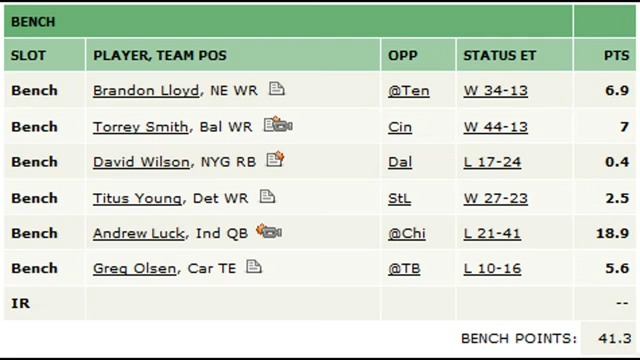 BENCH
SLOT PLAYER, TEAM POS OPP STATUS ET PTS
Bench Brandon Lloyd, NE WR @Ten W 34-13 6.9
Bench Torrey Smith, Bal WR Cin W 44-13 7
Bench David Wilson, NYG RB Dal L 17-24 0.4
Bench Titus Young, Det WR StL W 27-23 2.5
Bench Andrew Luck, Ind QB @Chi L 21-41 18.9
Bench Greg Olsen, Car TE @TB L 10-16 5.6
IR --
BENCH POINTS: 41.3